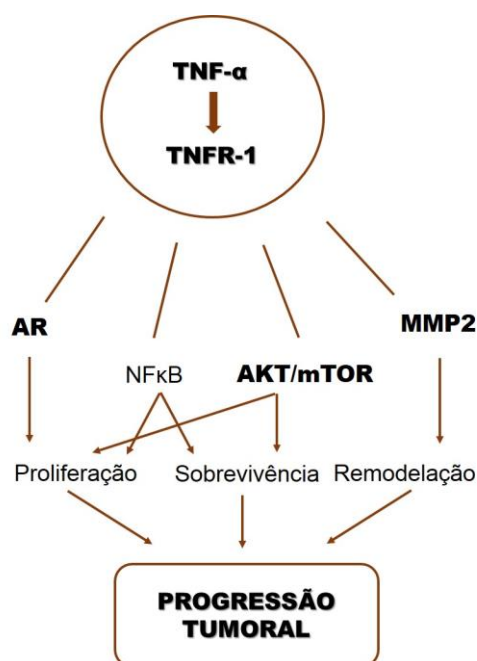 TNF-α
TNFR-1
AR
MMP2
NFκB
AKT/mTOR
Proliferação
Sobrevivência
Remodelação
PROGRESSÃO
TUMORAL